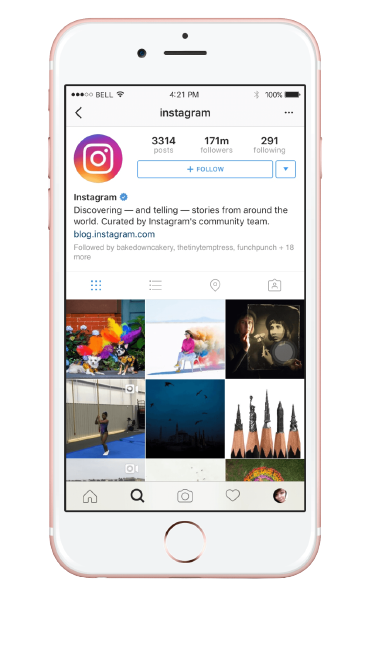 BELL 4:21 PM 100%
instagram
3314 171m 291
posts followers following
+ FOLLOW
Instagram
Discovering — and telling — stories from around the
world. Curated by Instagram's community team.
blog.instagram.com
Followed by bakedowncakery, thetinytemptress, funchpunch + 18
more